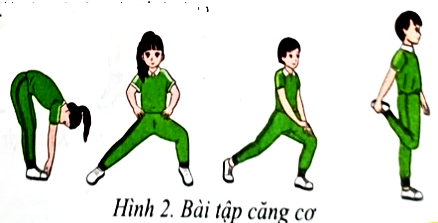 Hình 2. Bài tập căng cơ